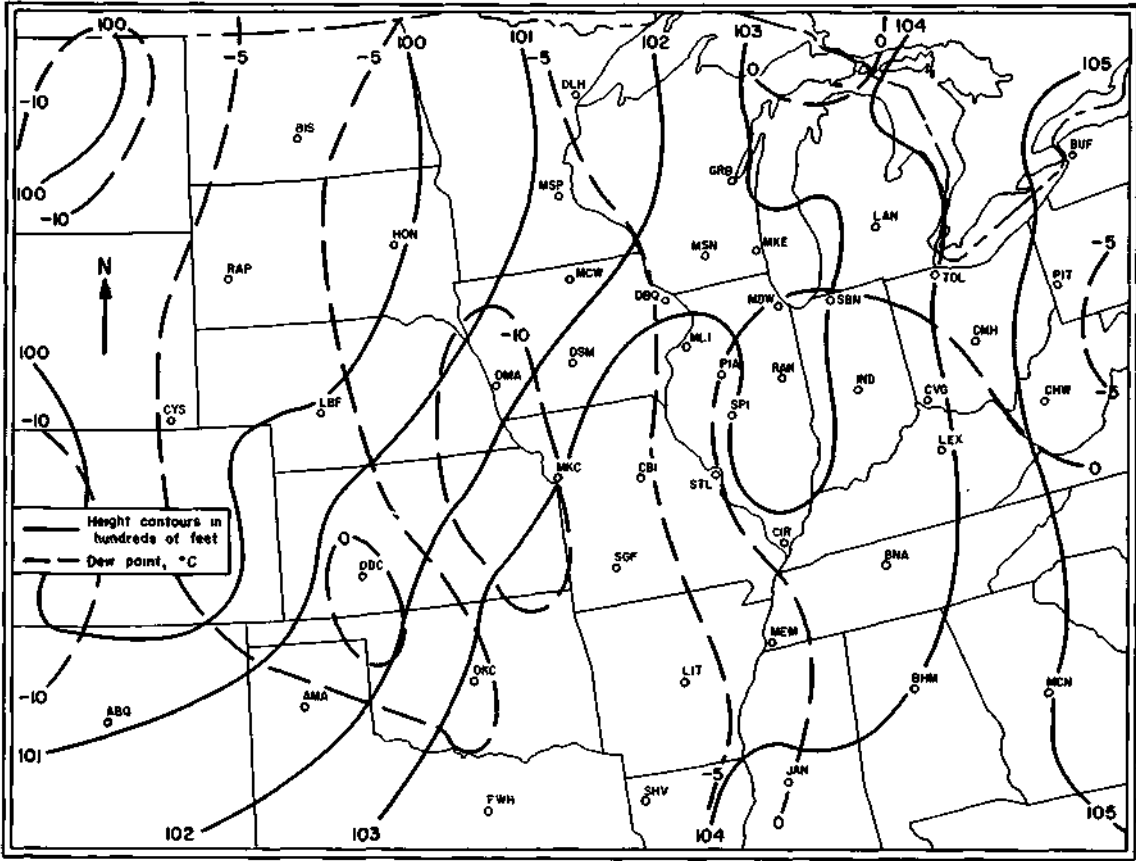 100
-5
100
101
102
103
0
104
-5
-5
105
0
-10
DLH
BIS
BUF
GRB
100
MSP
-10
LAN
HON
MSN
MKE
-5
N
RAP
MCW
TOL
PIT
DBQ
MDW
SBN
-10
DMH
100
MLI
DSM
PIA
RAN
OMA
IND
CVG
CHW
-5
CYS
LBF
SPI
-10
LEX
MKC
CBI
STL
0
Height contours in
hundreds of feet
Dew point, °C
0
CIR
DDC
SGF
BNA
MEM
OKC
LIT
BHM
MCN
-10
AMA
ABQ
101
-5
JAN
SHV
FWH
105
102
103
104
0